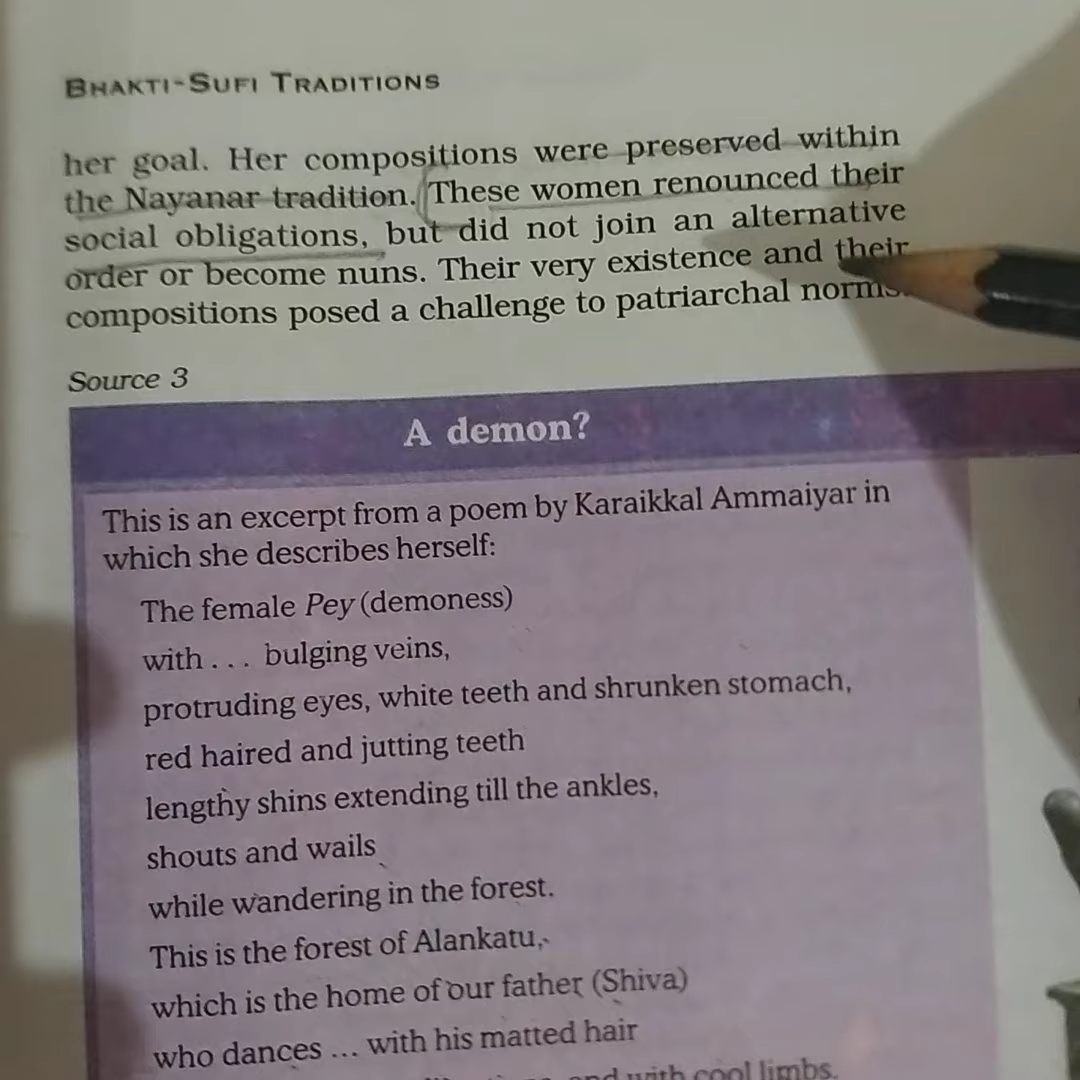 BHAKTI-SUFI TRADITIONS
her goal. Her compositions were preserved within
the Nayanar tradition. These women renounced their
social obligations, but did not join an alternative
order or become nuns. Their very existence and their
compositions posed a challenge to patriarchal norms.
Source 3
A demon?
This is an excerpt from a poem by Karaikkal Ammaiyar in
which she describes herself:
The female Pey (demoness)
with . . . bulging veins,
protruding eyes, white teeth and shrunken stomach,
red haired and jutting teeth
lengthy shins extending till the ankles,
shouts and wails
while wandering in the forest.
This is the forest of Alankatu,
which is the home of our father (Shiva)
who dances ... with his matted hair
and with cool limbs.